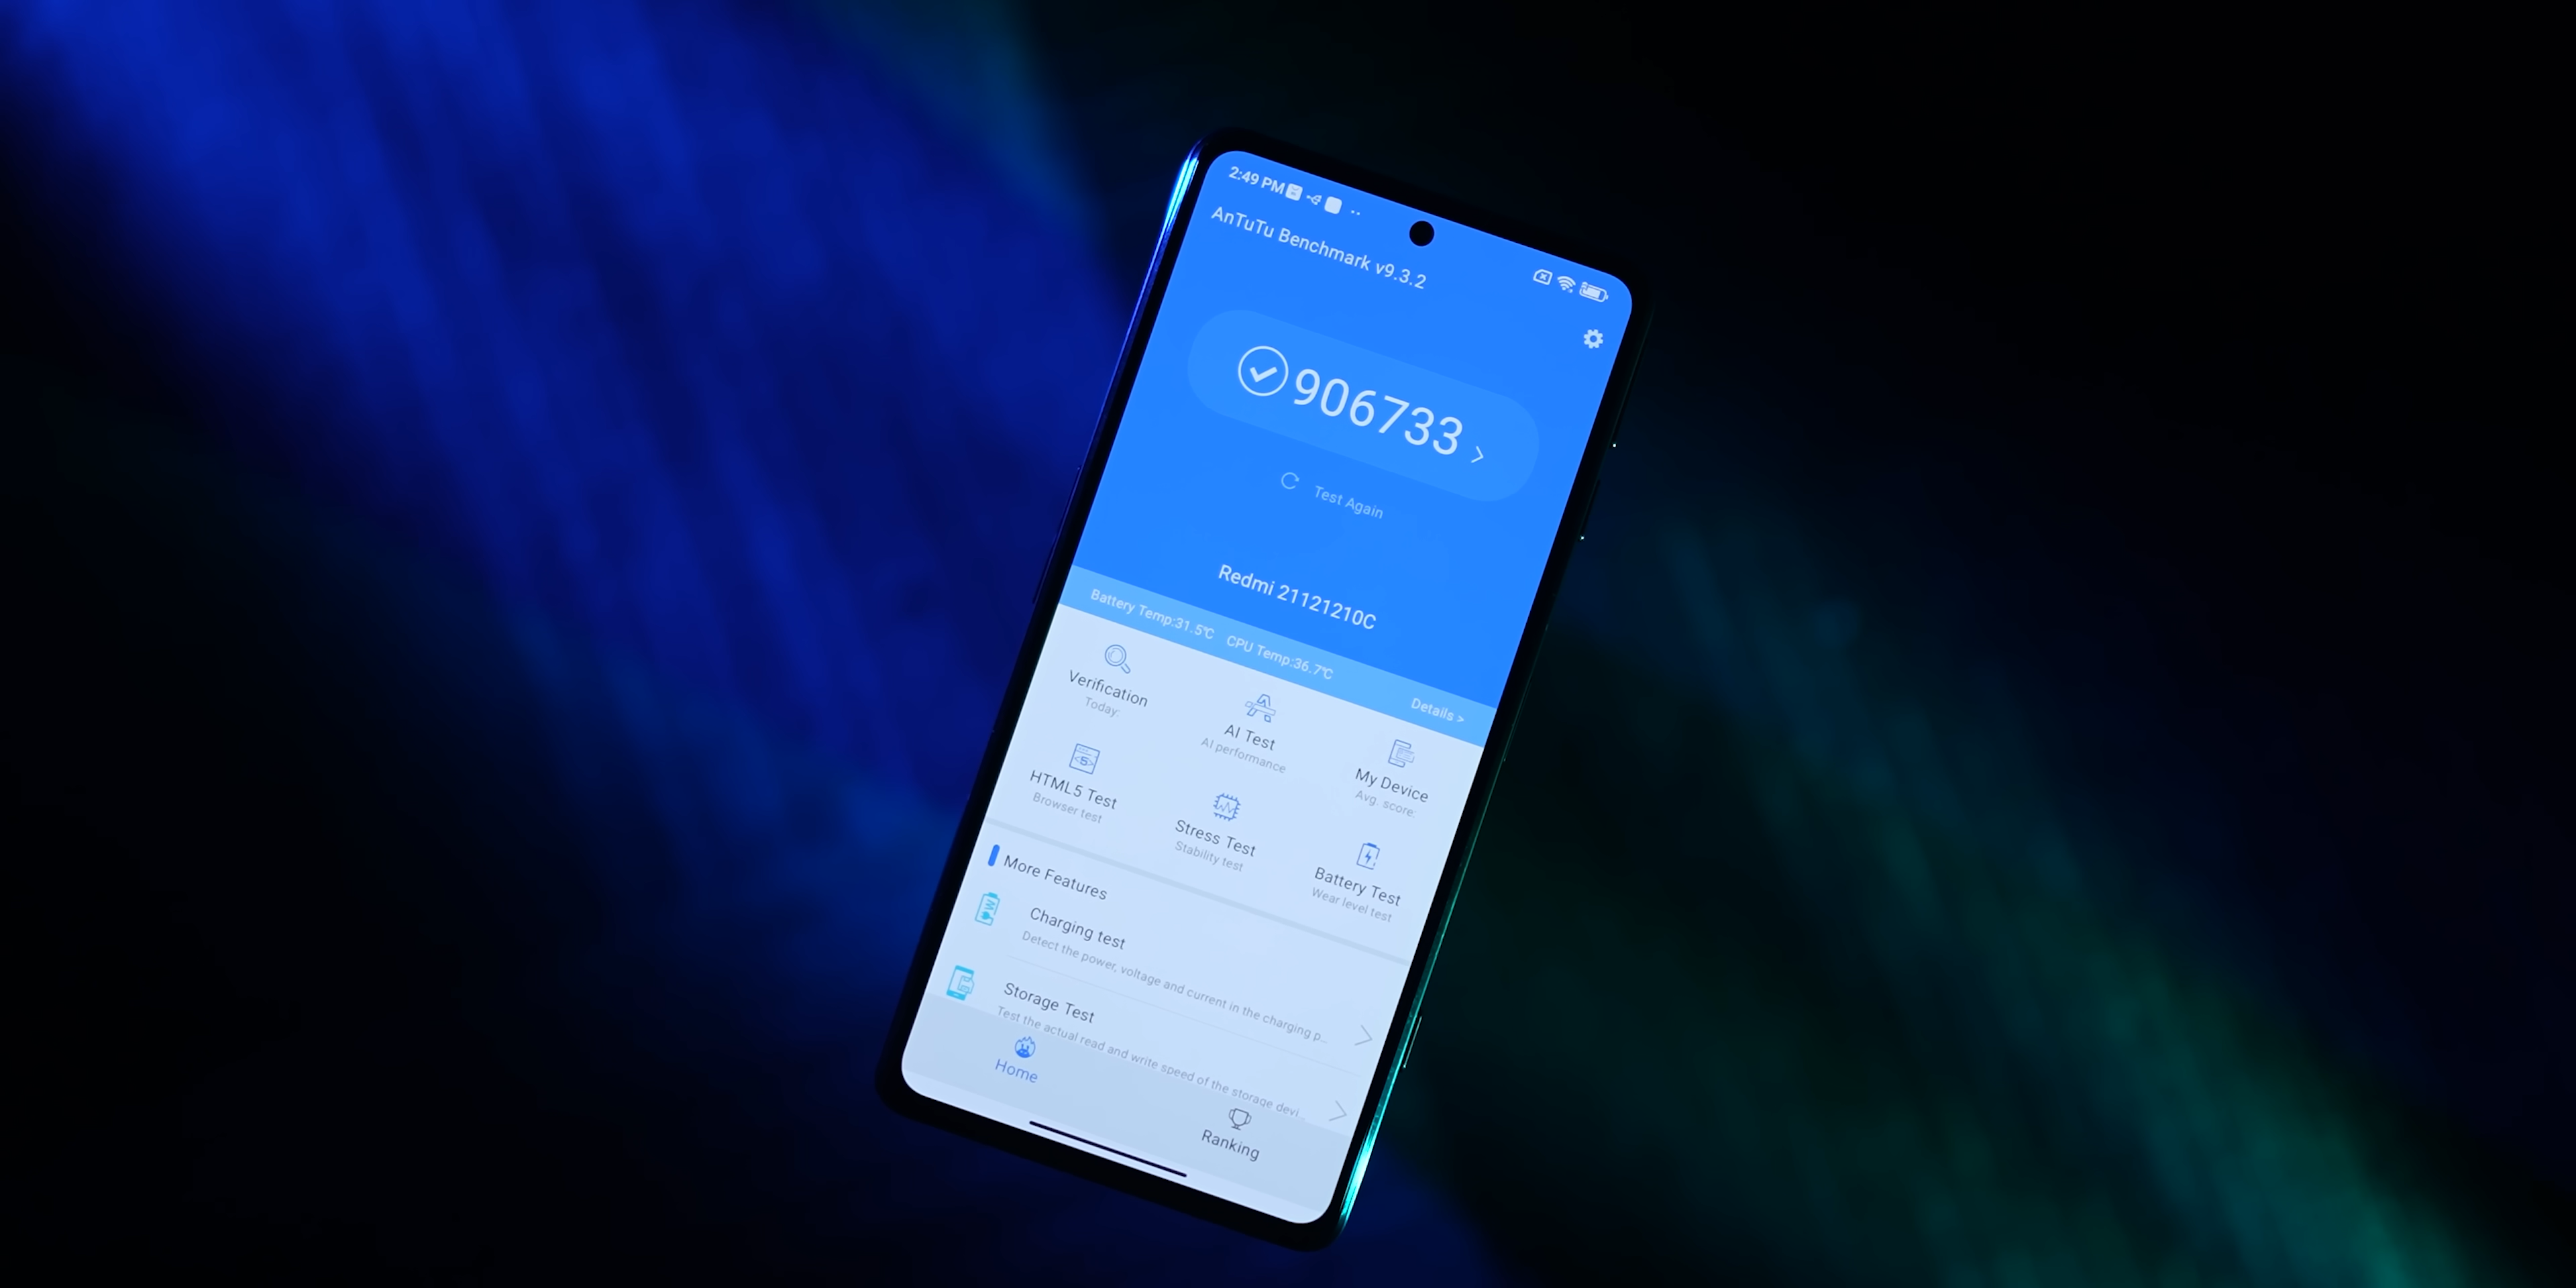 2:49 PM
AnTuTu Benchmark v9.3.2
906733
Test Again
Redmi 21121210C
Battery Temp:31.5℃ CPU Temp:36.7℃ Details >
Verification
Today:
AI Test
AI performance
My Device
Avg. score:
HTML5 Test
Browser test
Stress Test
Stability test
Battery Test
Wear level test
More Features
Charging test
Detect the power, voltage and current in the charging p...
Storage Test
Test the actual read and write speed of the storage devi...
Home
Ranking